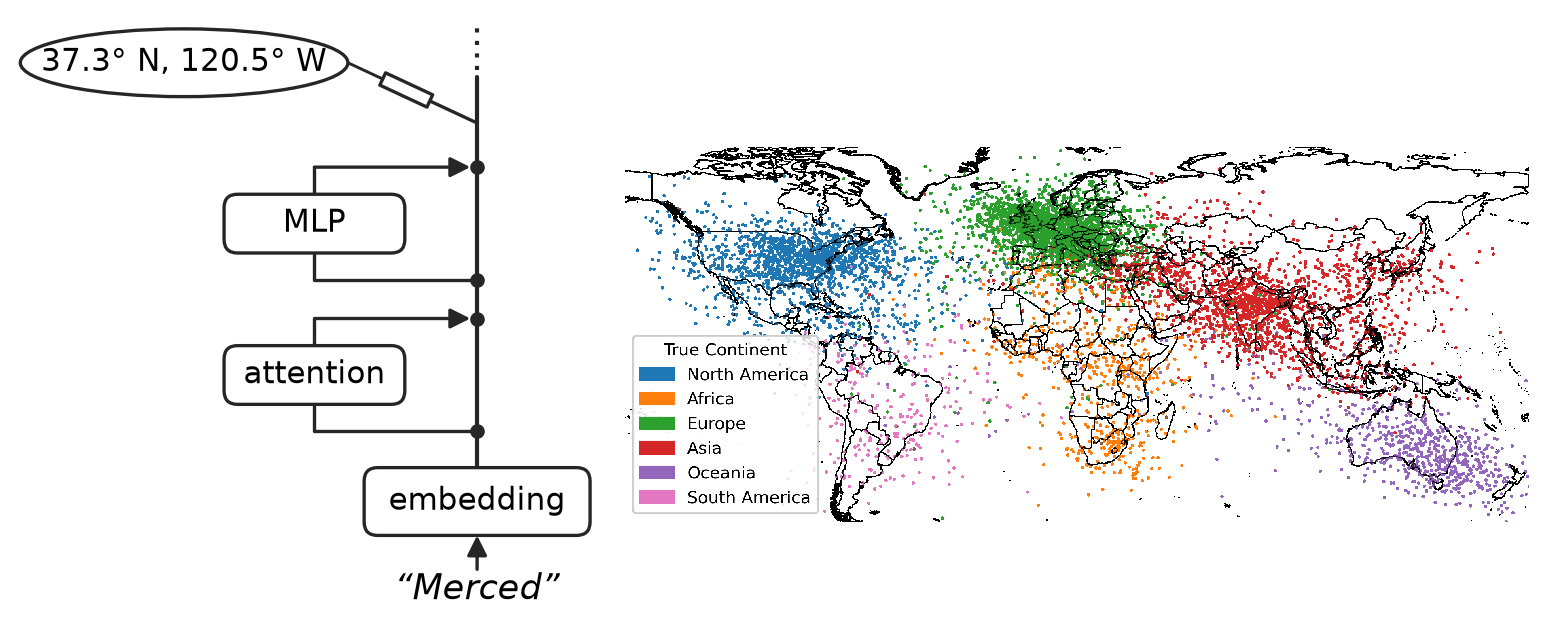 37.3° N, 120.5° W
MLP
attention
embedding
“Merced”
True Continent
North America
Africa
Europe
Asia
Oceania
South America